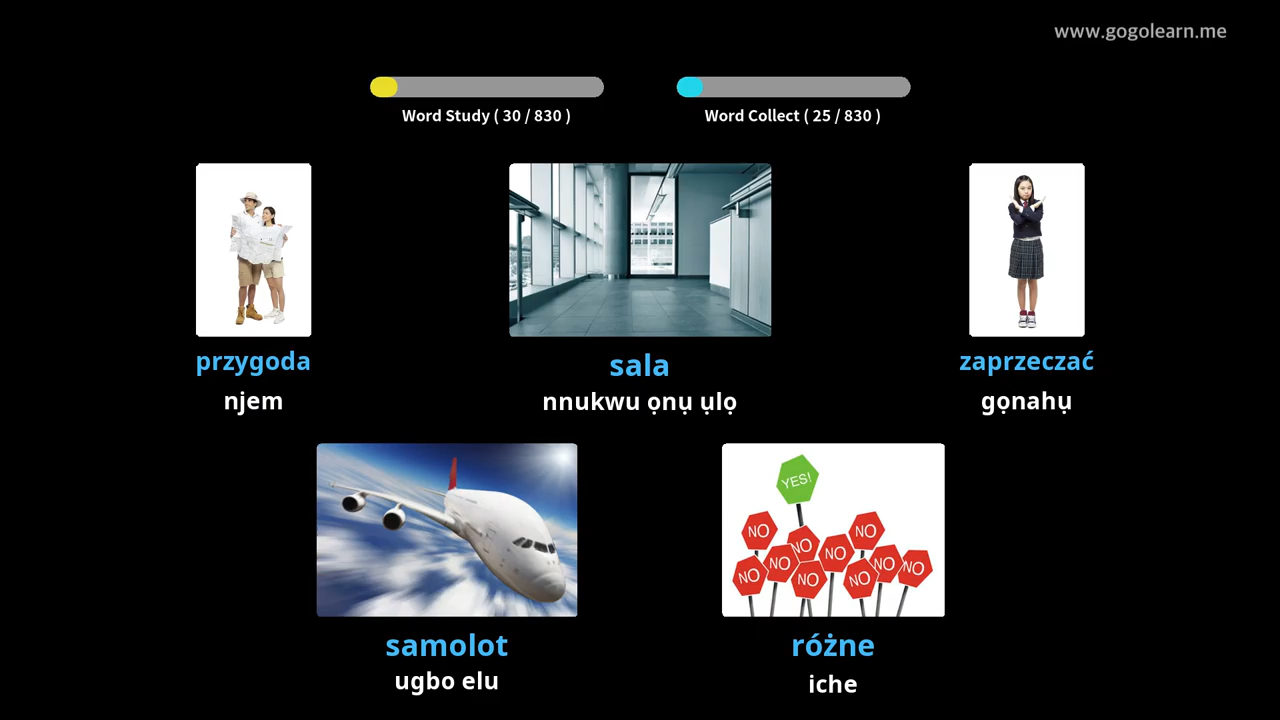 www.gogolearn.me
Word Study ( 30 / 830 )
Word Collect ( 25 / 830 )
przygoda
njem
sala
nnukwu ọnụ ụlọ
zaprzeczać
gọnahụ
YES!
NO
NO
NO
NO
NO
NO
NO
NO
NO
NO
samolot
ugbo elu
różne
iche